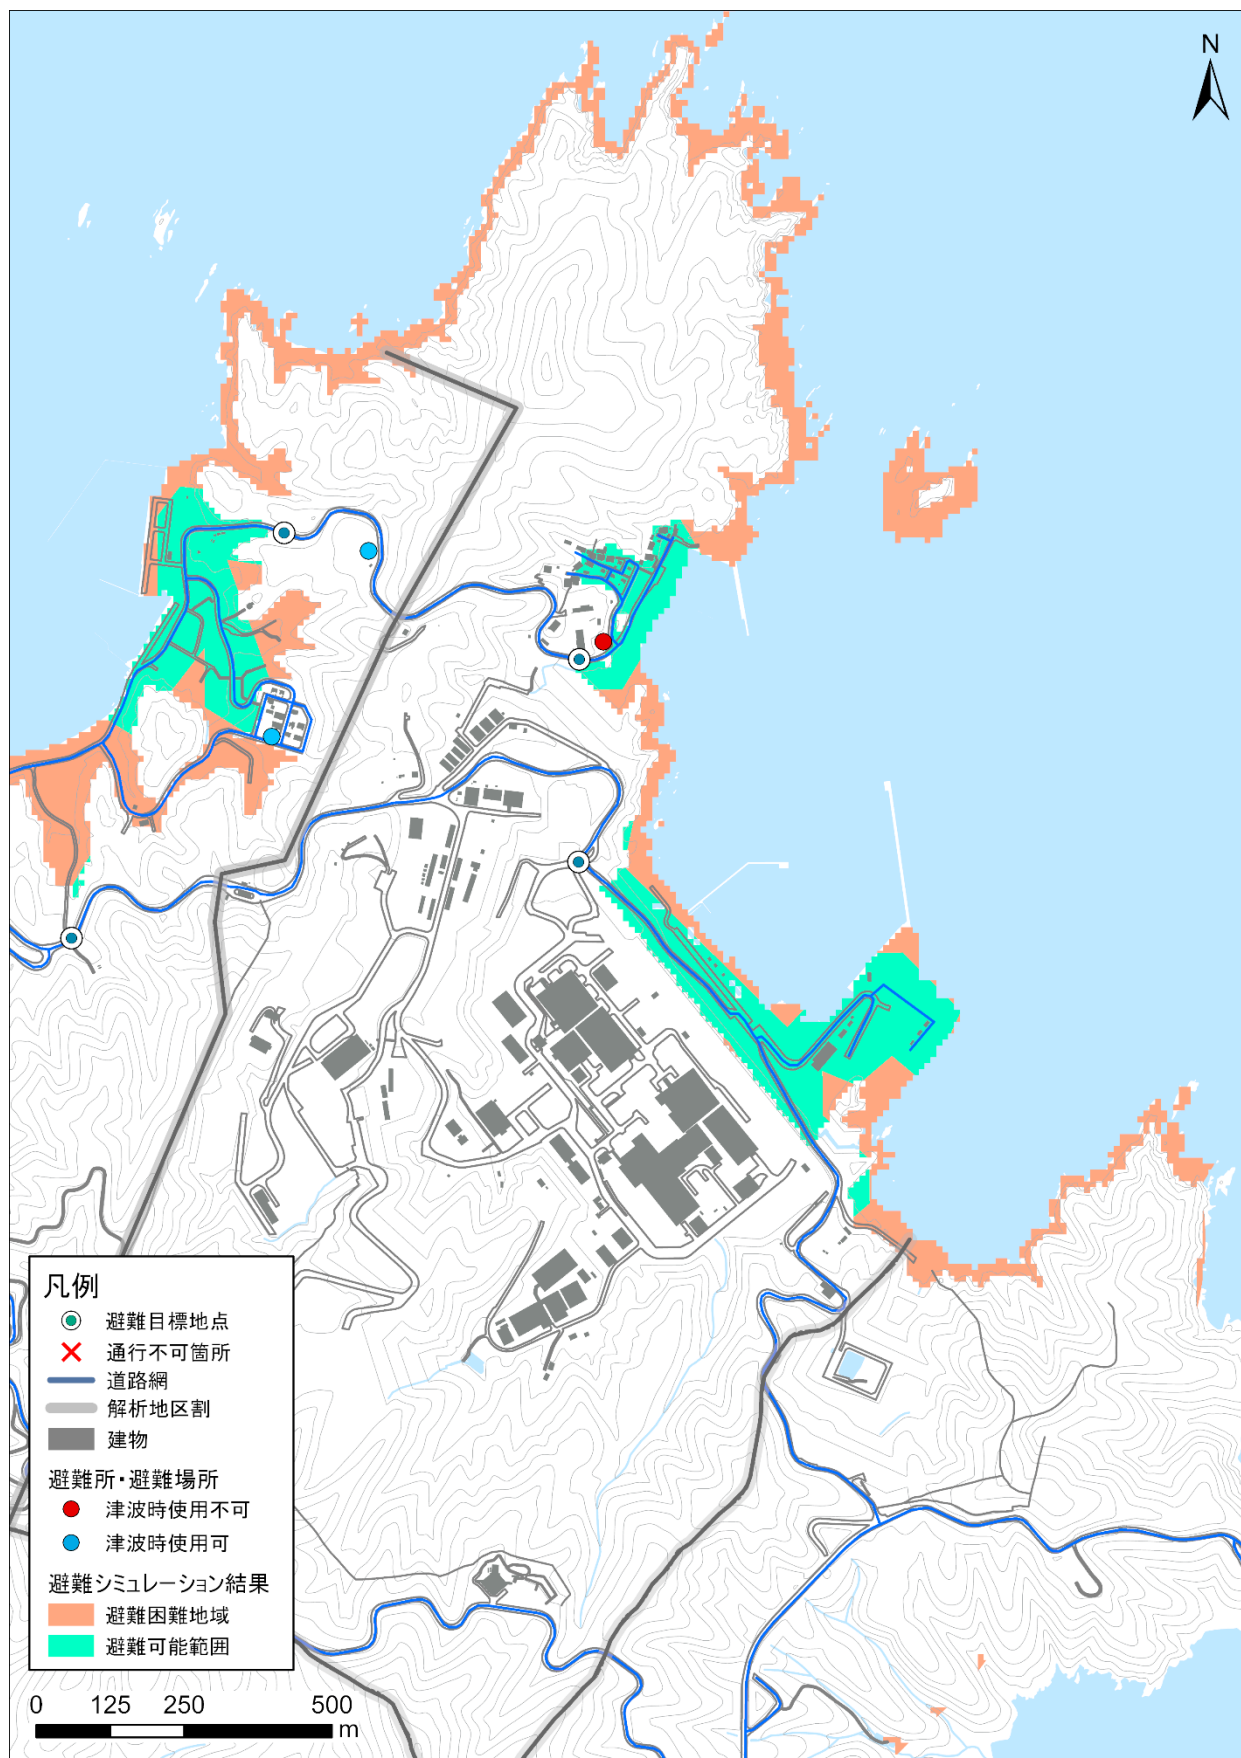 N
凡例
避難目標地点
通行不可箇所
道路網
解析地区割
建物
避難所・避難場所
津波時使用不可
津波時使用可
避難シミュレーション結果
避難困難地域
避難可能範囲
0 125 250 500
m